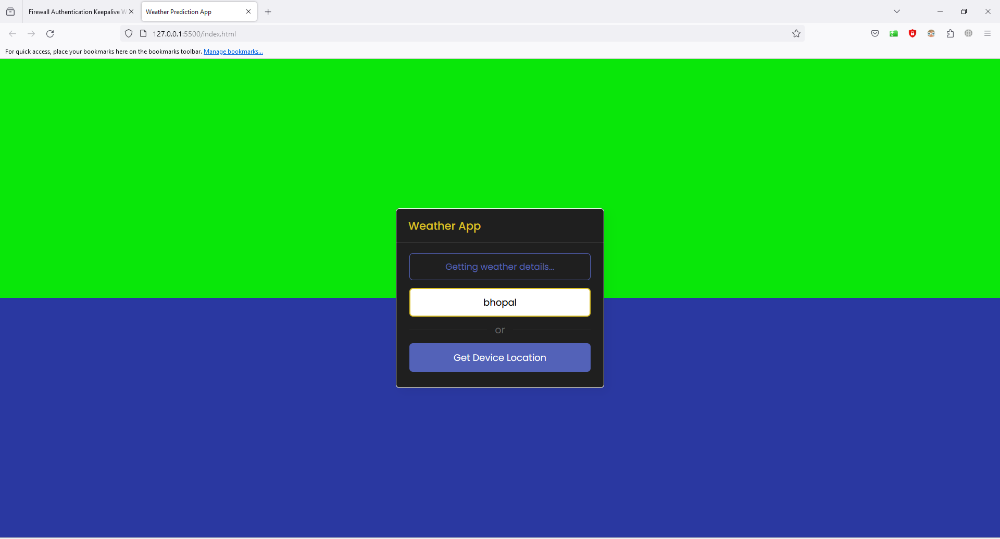 Firewall Authentication Keepalive W
Weather Prediction App
127.0.0.1:5500/index.html
For quick access, place your bookmarks here on the bookmarks toolbar. Manage bookmarks...
Weather App
Getting weather details...
bhopal
or
Get Device Location